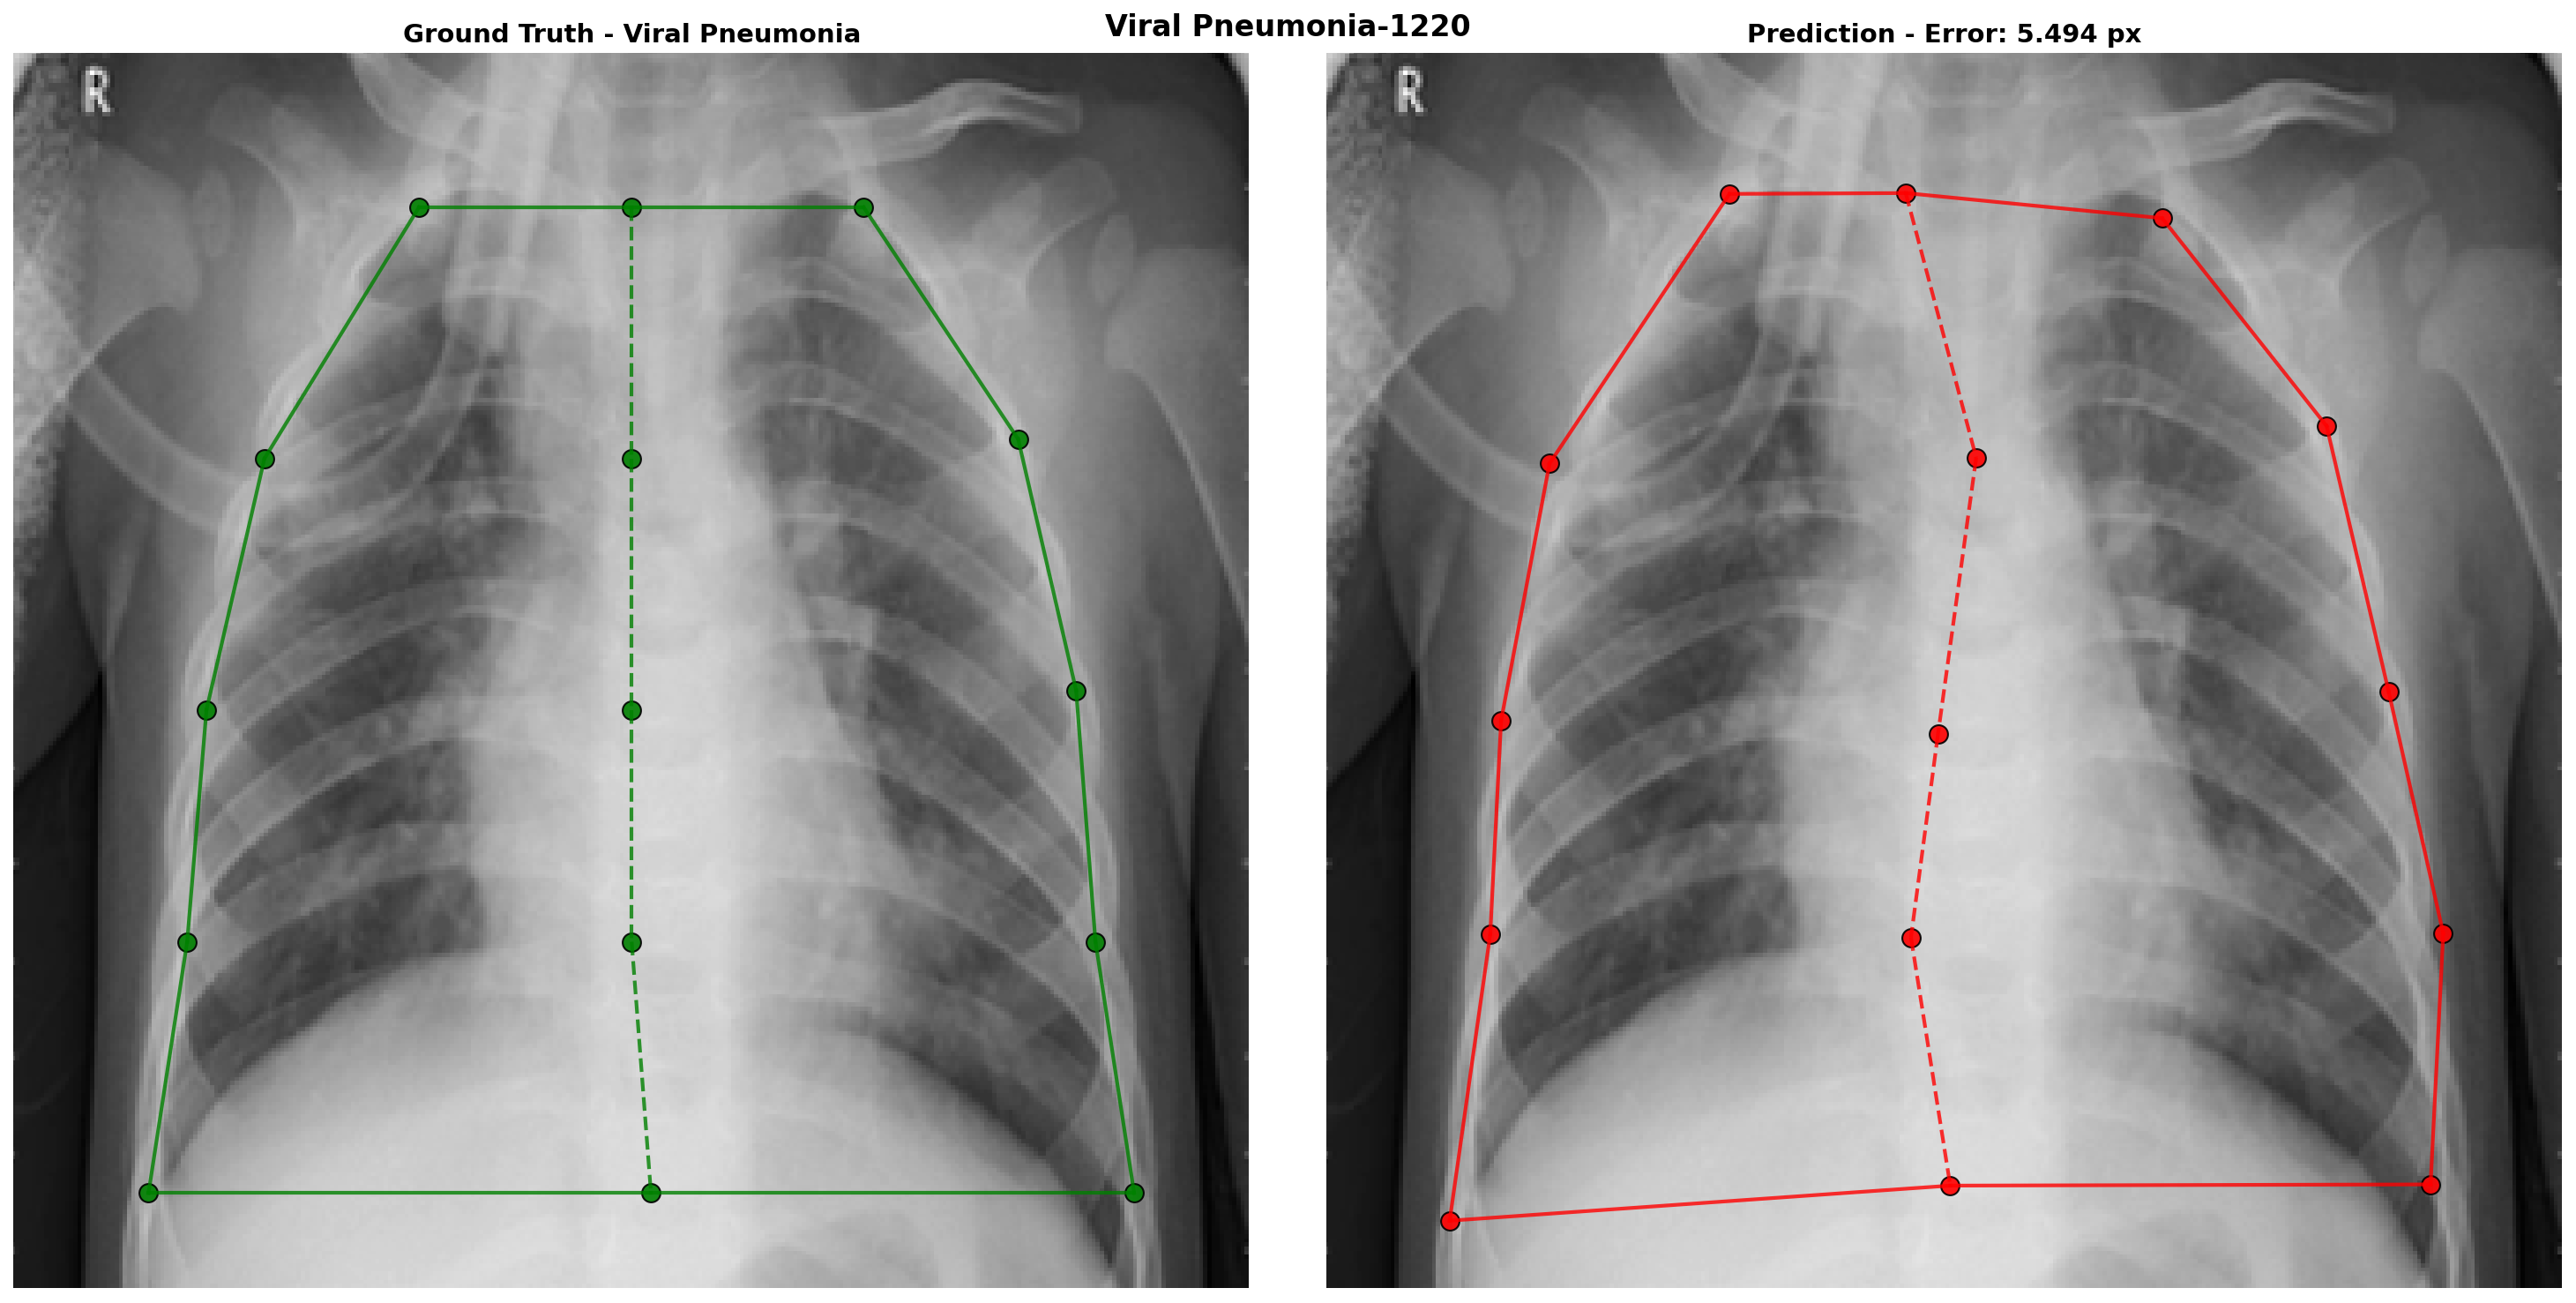 Viral Pneumonia-1220
Ground Truth - Viral Pneumonia
Prediction - Error: 5.494 px
R
R